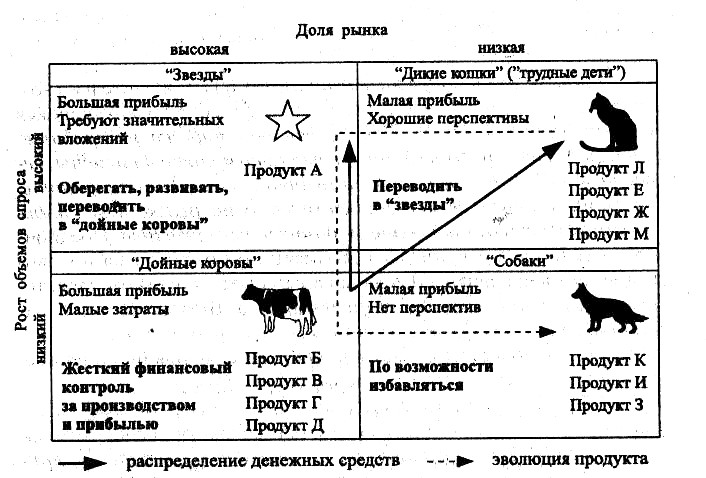 Доля рынка
высокая
низкая
Рост объемов спроса
высокий
низкий
“Звезды”
Большая прибыль
Требуют значительных
вложений
Продукт А
Оберегать, развивать,
переводить
в “дойные коровы”
“Дикие кошки” (”трудные дети”)
Малая прибыль
Хорошие перспективы
Переводить
в “звезды”
Продукт Л
Продукт Е
Продукт Ж
Продукт М
“Дойные коровы”
Большая прибыль
Малые затраты
Жесткий финансовый
контроль
за производством
и прибылью
Продукт Б
Продукт В
Продукт Г
Продукт Д
“Собаки”
Малая прибыль
Нет перспектив
По возможности
избавляться
Продукт К
Продукт И
Продукт З
распределение денежных средств
эволюция продукта